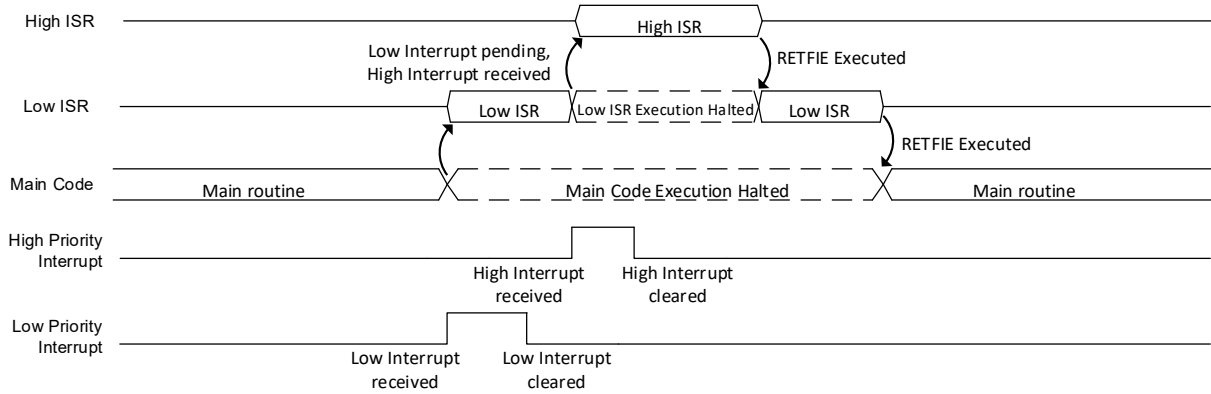 High ISR
High ISR
Low Interrupt pending,
High Interrupt received
RETFIE Executed
Low ISR
Low ISR
Low ISR Execution Halted
Low ISR
RETFIE Executed
Main Code
Main routine
Main Code Execution Halted
Main routine
High Priority
Interrupt
High Interrupt
received
High Interrupt
cleared
Low Priority
Interrupt
Low Interrupt
received
Low Interrupt
cleared